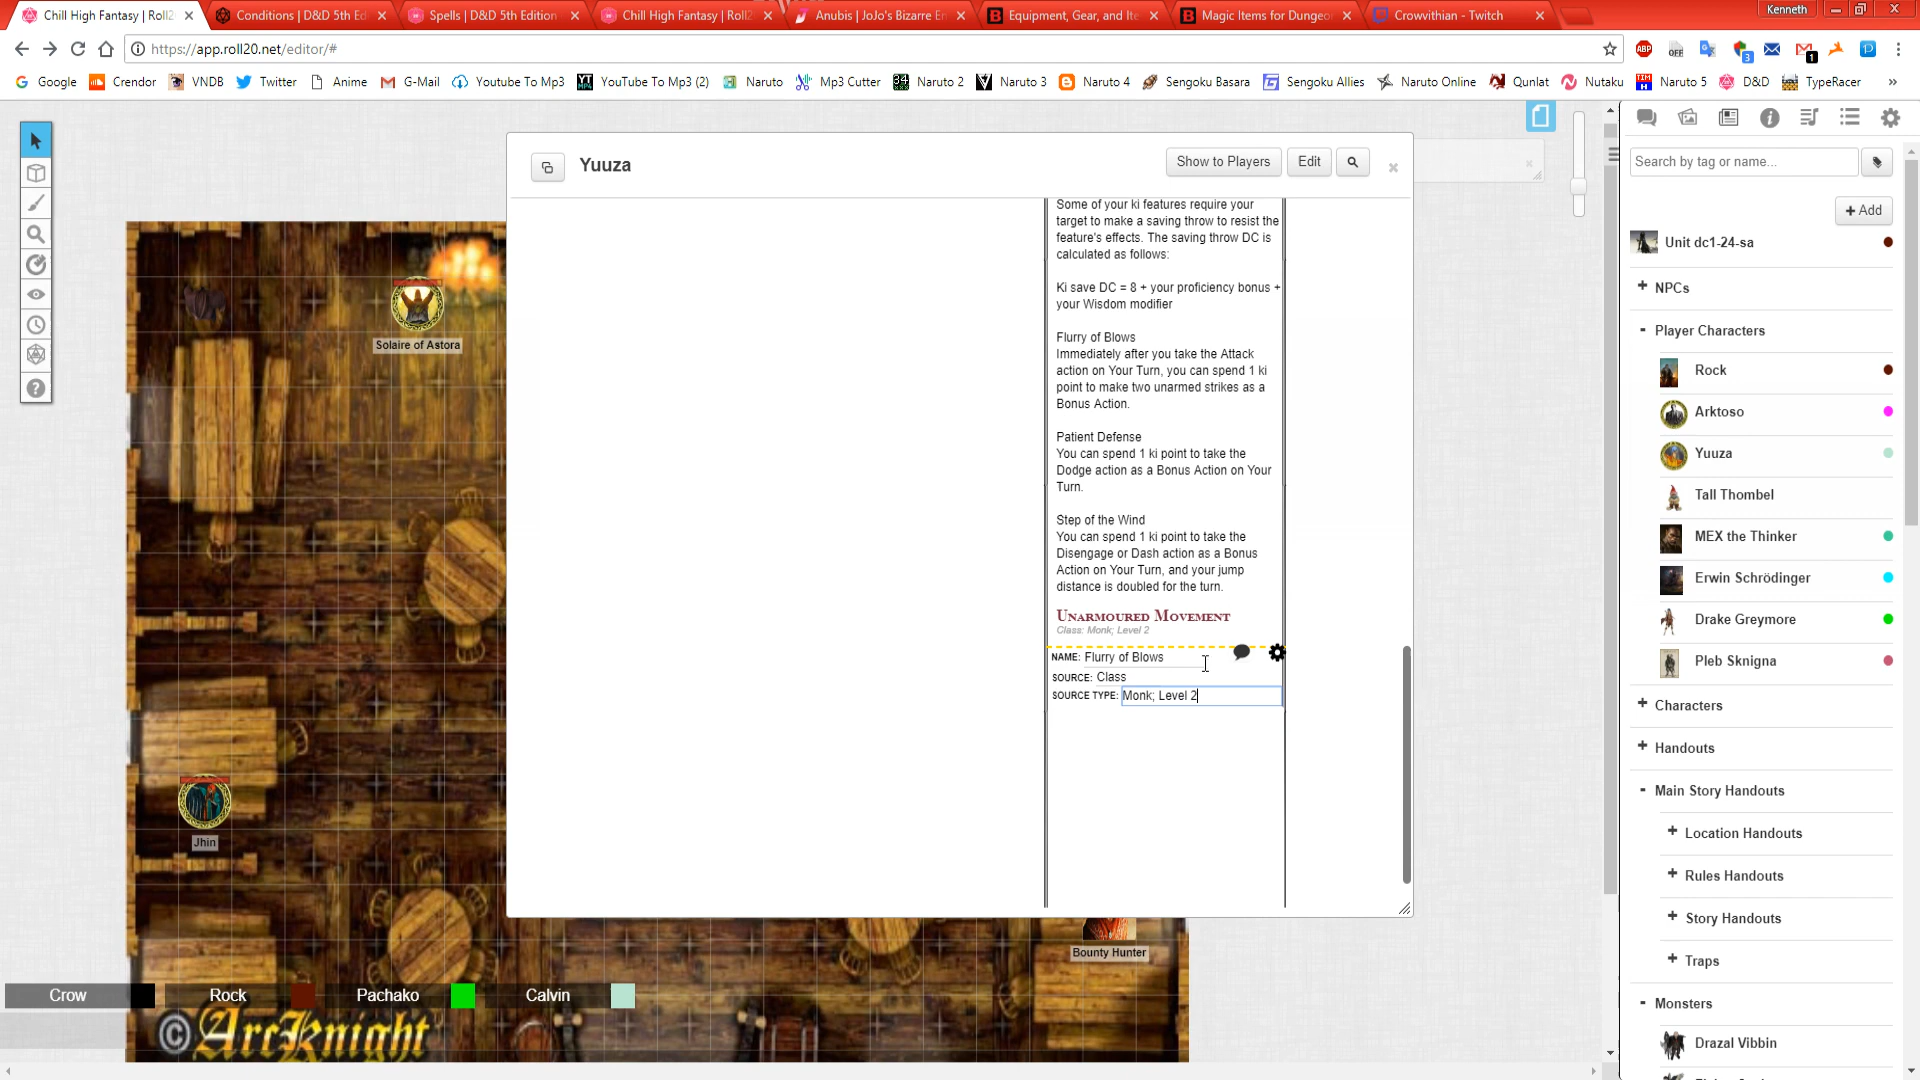 Chill High Fantasy | Roll2
Conditions | D&D 5th Ed
Spells | D&D 5th Edition
Chill High Fantasy | Roll2
Anubis | JoJo's Bizarre En
Equipment, Gear, and Ite
Magic Items for Dungeon
Crowvithian - Twitch
Kenneth
https://app.roll20.net/editor/#
ABP
OFF
3
1
Google
Crendor
VNDB
Twitter
Anime
G-Mail
Youtube To Mp3
YouTube To Mp3 (2)
Naruto
Mp3 Cutter
Naruto 2
Naruto 3
Naruto 4
Sengoku Basara
Sengoku Allies
Naruto Online
Qunlat
Nutaku
Naruto 5
D&D
TypeRacer
»
Yuuza
Show to Players
Edit
Some of your ki features require your
target to make a saving throw to resist the
feature's effects. The saving throw DC is
calculated as follows:
Ki save DC = 8 + your proficiency bonus +
your Wisdom modifier
Flurry of Blows
Immediately after you take the Attack
action on Your Turn, you can spend 1 ki
point to make two unarmed strikes as a
Bonus Action.
Patient Defense
You can spend 1 ki point to take the
Dodge action as a Bonus Action on Your
Turn.
Step of the Wind
You can spend 1 ki point to take the
Disengage or Dash action as a Bonus
Action on Your Turn, and your jump
distance is doubled for the turn.
Unarmoured Movement
Class: Monk; Level 2
NAME: Flurry of Blows
SOURCE: Class
SOURCE TYPE: Monk; Level 2
Solaire of Astora
Jhin
Bounty Hunter
Crow
Rock
Pachako
Calvin
©ArcKnight
Search by tag or name...
+ Add
Unit dc1-24-sa
+ NPCs
- Player Characters
Rock
Arktoso
Yuuza
Tall Thombel
MEX the Thinker
Erwin Schrödinger
Drake Greymore
Pleb Sknigna
+ Characters
+ Handouts
- Main Story Handouts
+ Location Handouts
+ Rules Handouts
+ Story Handouts
+ Traps
- Monsters
Drazal Vibbin